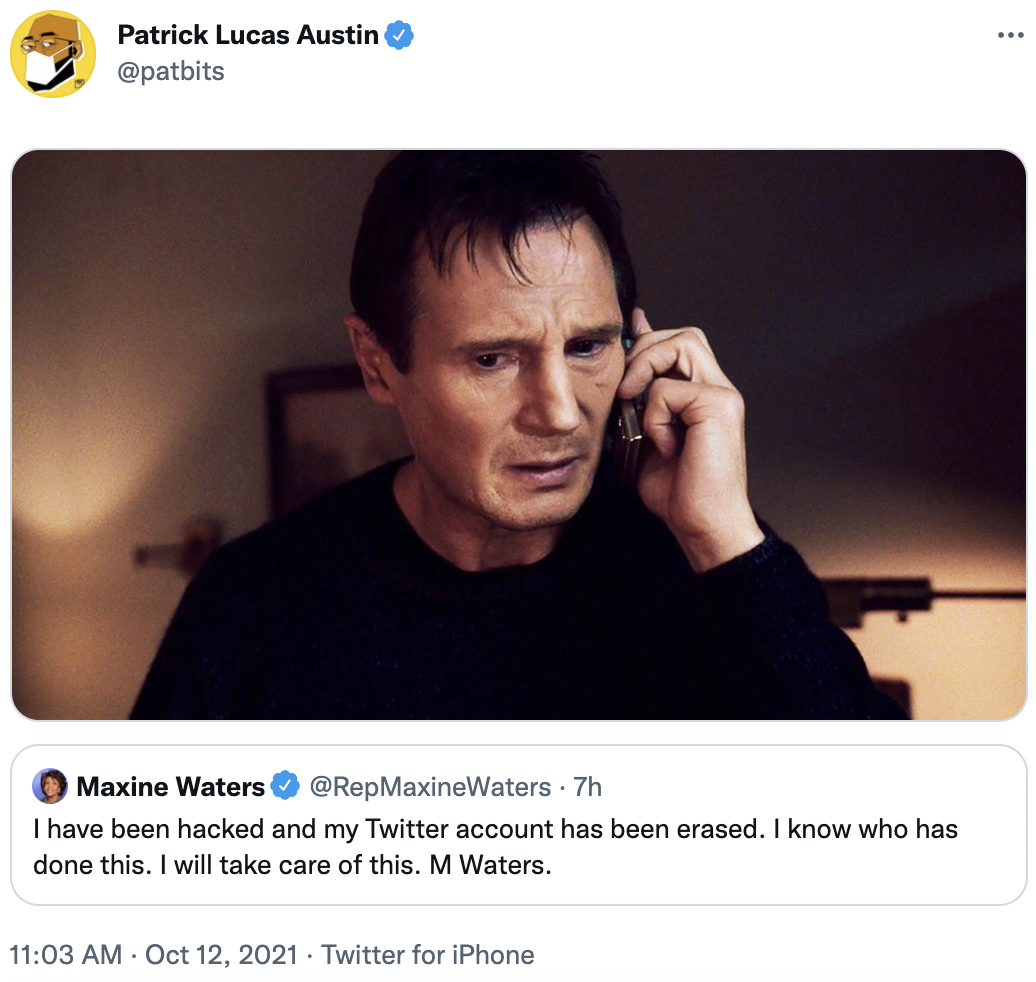 Patrick Lucas Austin
@patbits
Maxine Waters @RepMaxineWaters · 7h
I have been hacked and my Twitter account has been erased. I know who has
done this. I will take care of this. M Waters.
11:03 AM · Oct 12, 2021 · Twitter for iPhone